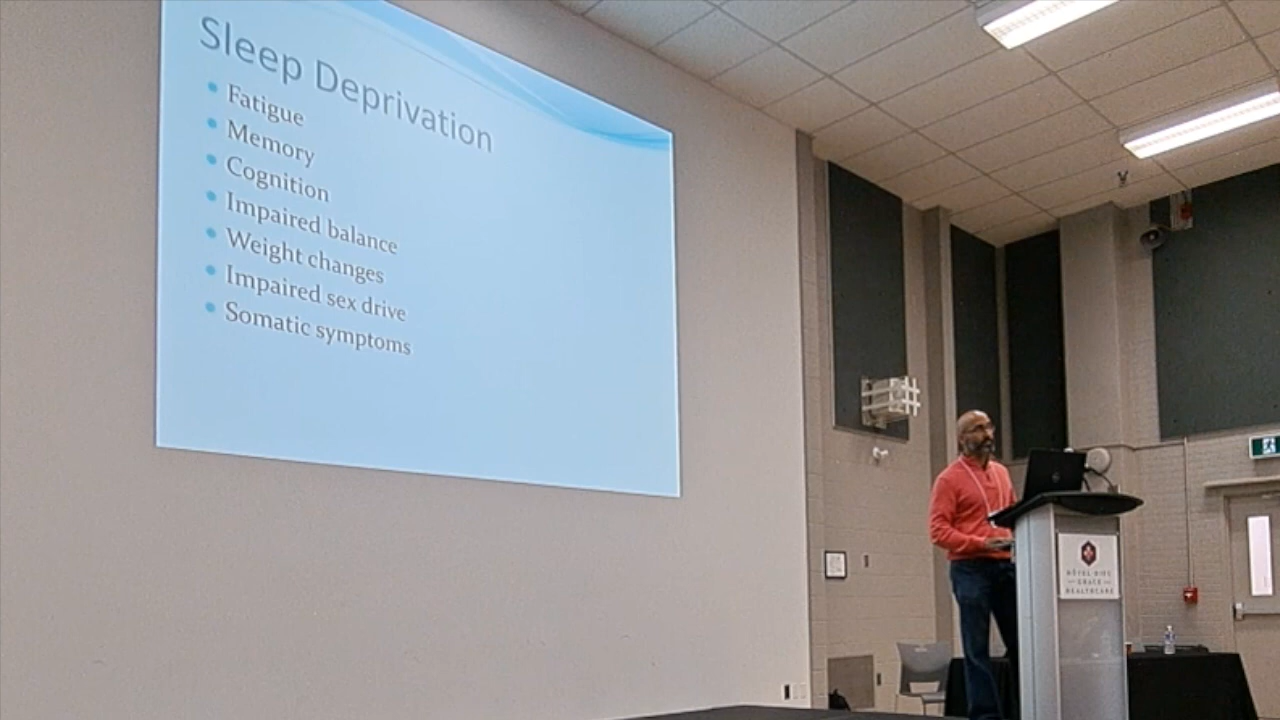 Sleep Deprivation
Fatigue
Memory
Cognition
Impaired balance
Weight changes
Impaired sex drive
Somatic symptoms
HÔTEL-DIEU
GRACE
HEALTHCARE